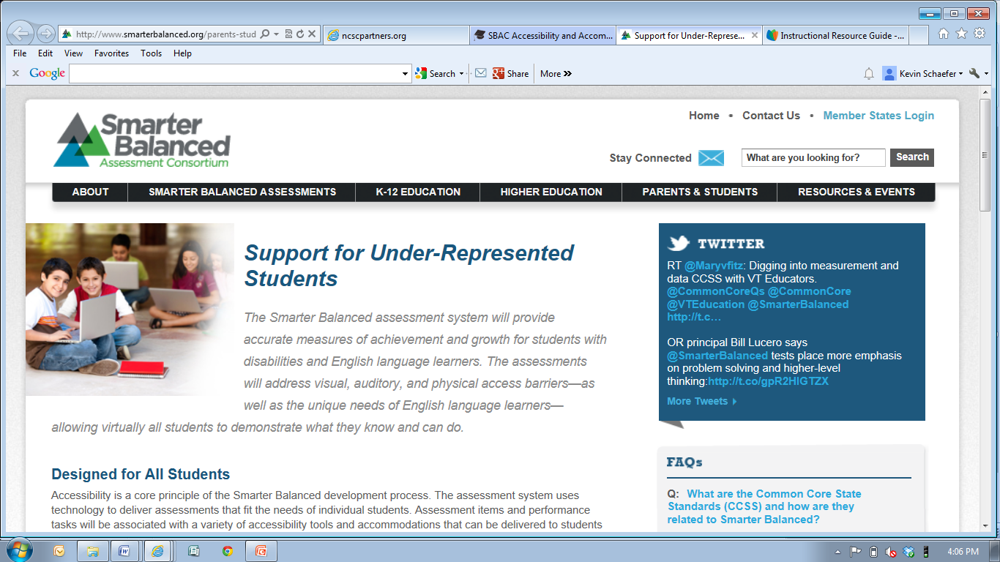 http://www.smarterbalanced.org/parents-stud
ncscpartners.org
SBAC Accessibility and Accom...
Support for Under-Represe...
Instructional Resource Guide -...
File Edit View Favorites Tools Help
x Google Search Share More »
Kevin Schaefer
Smarter
Balanced
Assessment Consortium
Home • Contact Us • Member States Login
Stay Connected
What are you looking for? Search
ABOUT SMARTER BALANCED ASSESSMENTS K-12 EDUCATION HIGHER EDUCATION PARENTS & STUDENTS RESOURCES & EVENTS
Support for Under-Represented
Students
The Smarter Balanced assessment system will provide
accurate measures of achievement and growth for students with
disabilities and English language learners. The assessments
will address visual, auditory, and physical access barriers—as
well as the unique needs of English language learners—
allowing virtually all students to demonstrate what they know and can do.
Designed for All Students
Accessibility is a core principle of the Smarter Balanced development process. The assessment system uses
technology to deliver assessments that fit the needs of individual students. Assessment items and performance
tasks will be associated with a variety of accessibility tools and accommodations that can be delivered to students
TWITTER
RT @Maryvfitz: Digging into measurement and
data CCSS with VT Educators.
@CommonCoreQs @CommonCore
@VTEducation @SmarterBalanced
http://t.c…
OR principal Bill Lucero says
@SmarterBalanced tests place more emphasis
on problem solving and higher-level
thinking:http://t.co/gpR2HlGTZX
More Tweets
FAQs
Q: What are the Common Core State
Standards (CCSS) and how are they
related to Smarter Balanced?
4:06 PM